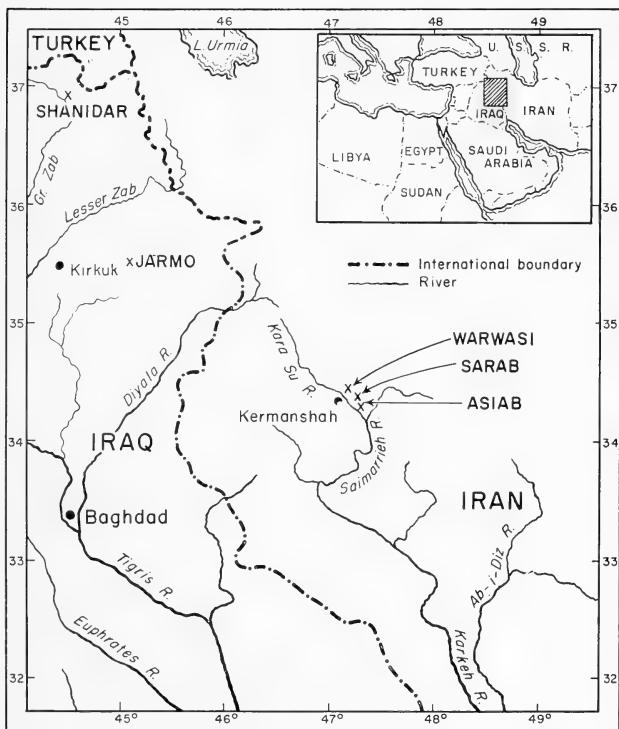 45 46 47 48 49
TURKEY
L. Urmia
37
SHANIDAR
Gr. Zab
Lesser Zab
36
Kirkuk
JARMO
35
Diyala R.
Kara Su R.
WARWASI
SARAB
ASIAB
Kermanshah
Saimarrieh R.
34
IRAQ
IRAN
Baghdad
33
Tigris R.
Ab-i-Diz R.
Euphrates R.
Karkeh R.
32
45° 46° 47° 48° 49°
U. S. S. R.
TURKEY
IRAQ
IRAN
LIBYA
EGYPT
SAUDI
ARABIA
SUDAN
International boundary
River
37
36
35
34
33
32